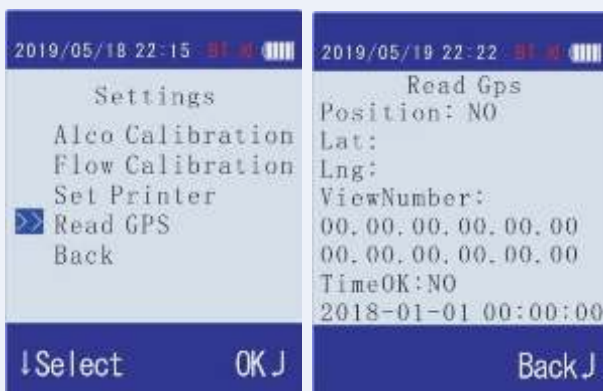 2019/05/18 22:15
Settings
Alco Calibration
Flow Calibration
Set Printer
>> Read GPS
Back
↓Select OK↲
2019/05/19 22:22
Read Gps
Position: NO
Lat:
Lng:
ViewNumber:
00.00.00.00.00.00
00.00.00.00.00.00
TimeOK:NO
2018-01-01 00:00:00
Back↲